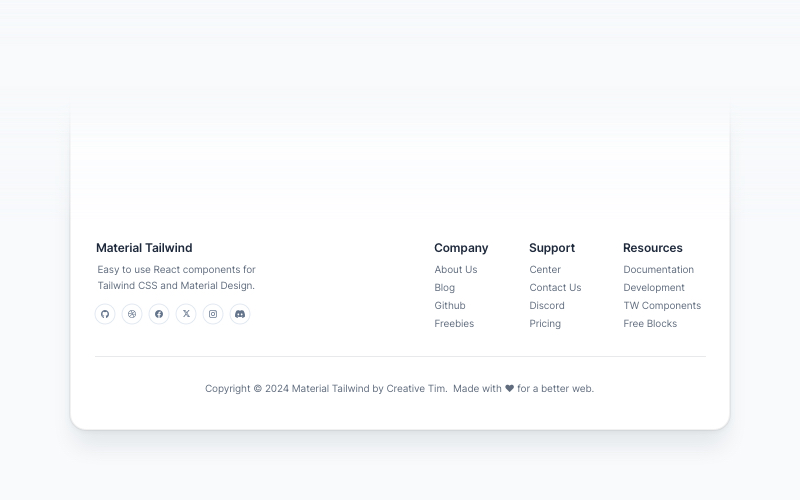 Material Tailwind
Easy to use React components for
Tailwind CSS and Material Design.
Company
About Us
Blog
Github
Freebies
Support
Center
Contact Us
Discord
Pricing
Resources
Documentation
Development
TW Components
Free Blocks
Copyright © 2024 Material Tailwind by Creative Tim. Made with ❤ for a better web.